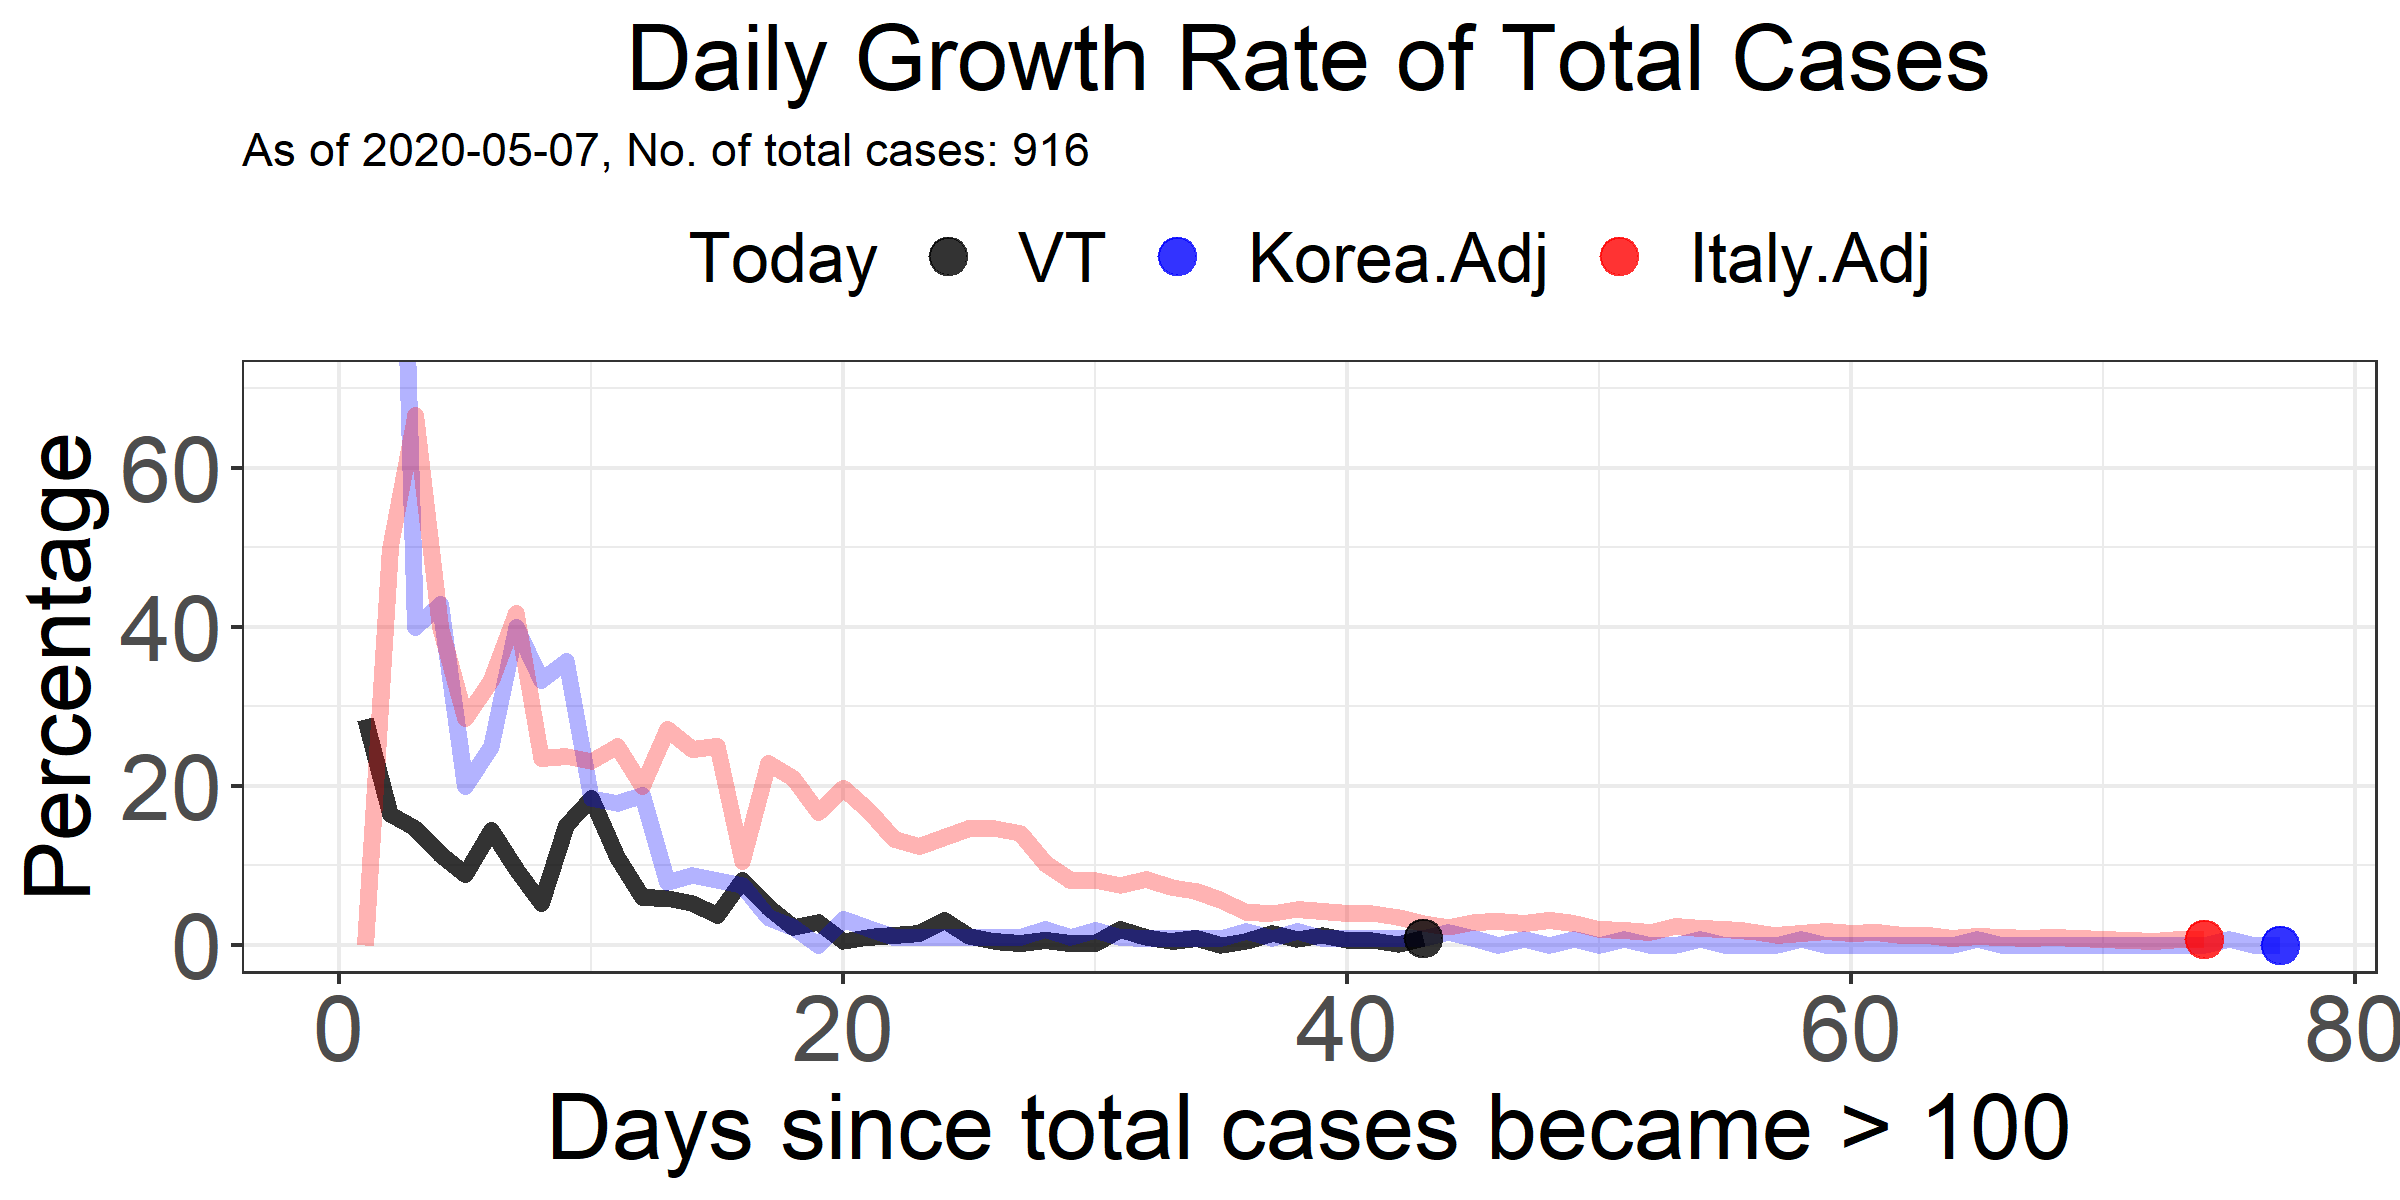 Daily Growth Rate of Total Cases
As of 2020-05-07, No. of total cases: 916
Today VT Korea.Adj Italy.Adj
Percentage
60
40
20
0
0 20 40 60 80
Days since total cases became > 100